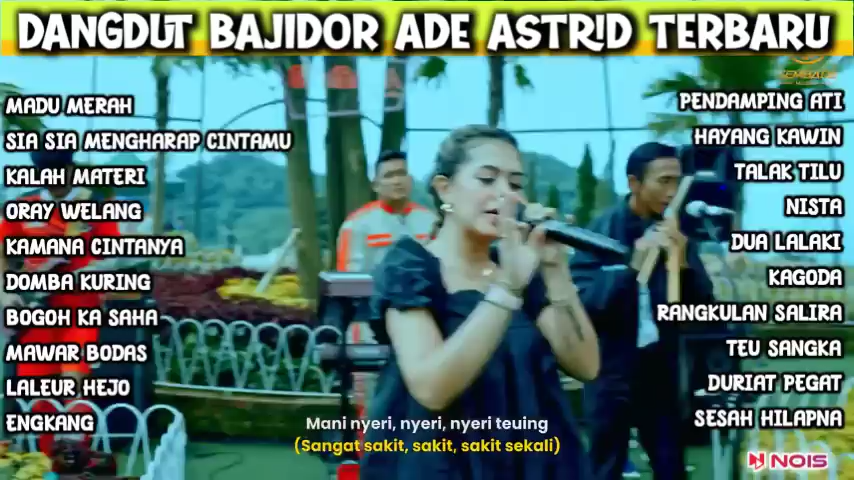 DANGDUT BAJIDOR ADE ASTRID TERBARU
MADU MERAH
SIA SIA MENGHARAP CINTAMU
KALAH MATERI
ORAY WELANG
KAMANA CINTANYA
DOMBA KURING
BOGOH KA SAHA
MAWAR BODAS
LALEUR HEJO
ENGKANG
PENDAMPING ATI
HAYANG KAWIN
TALAK TILU
NISTA
DUA LALAKI
KAGODA
RANGKULAN SALIRA
TEU SANGKA
DURIAT PEGAT
SESAH HILAPNA
Mani nyeri, nyeri, nyeri teuing
(Sangat sakit, sakit, sakit sekali)
NOIS